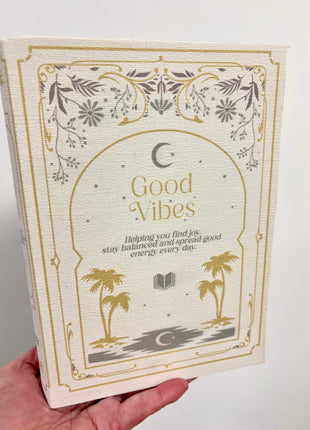 Good
Vibes
Helping you find joy,
stay balanced and spread good
energy every day.